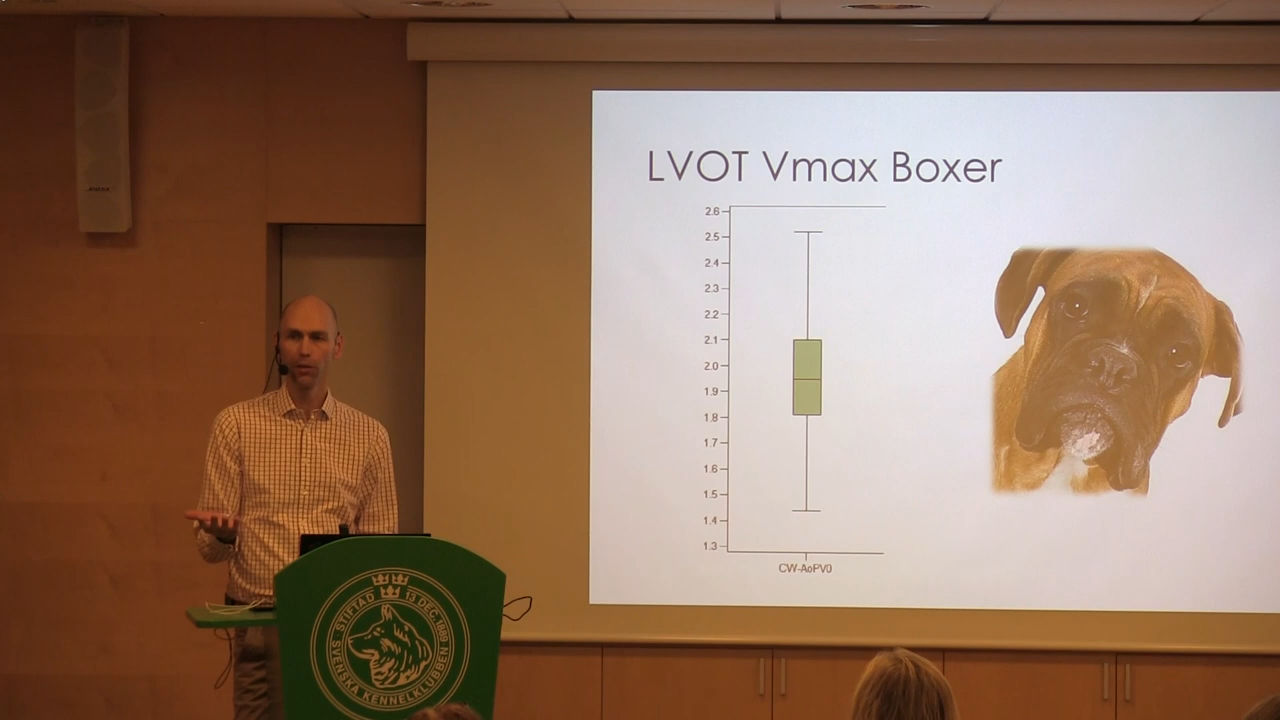 LVOT Vmax Boxer
2.6
2.5
2.4
2.3
2.2
2.1
2.0
1.9
1.8
1.7
1.6
1.5
1.4
1.3
CW-AoPV0
BOSE
STIFTAD 13 DEC. 1889
SVENSKA KENNELKLUBBEN